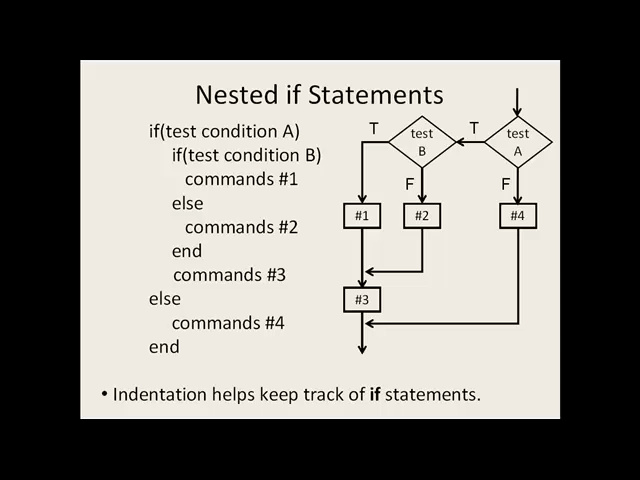 Nested if Statements
if(test condition A)
if(test condition B)
commands #1
else
commands #2
end
commands #3
else
commands #4
end
T
test
B
T
test
A
F
F
#1
#2
#4
#3
• Indentation helps keep track of if statements.